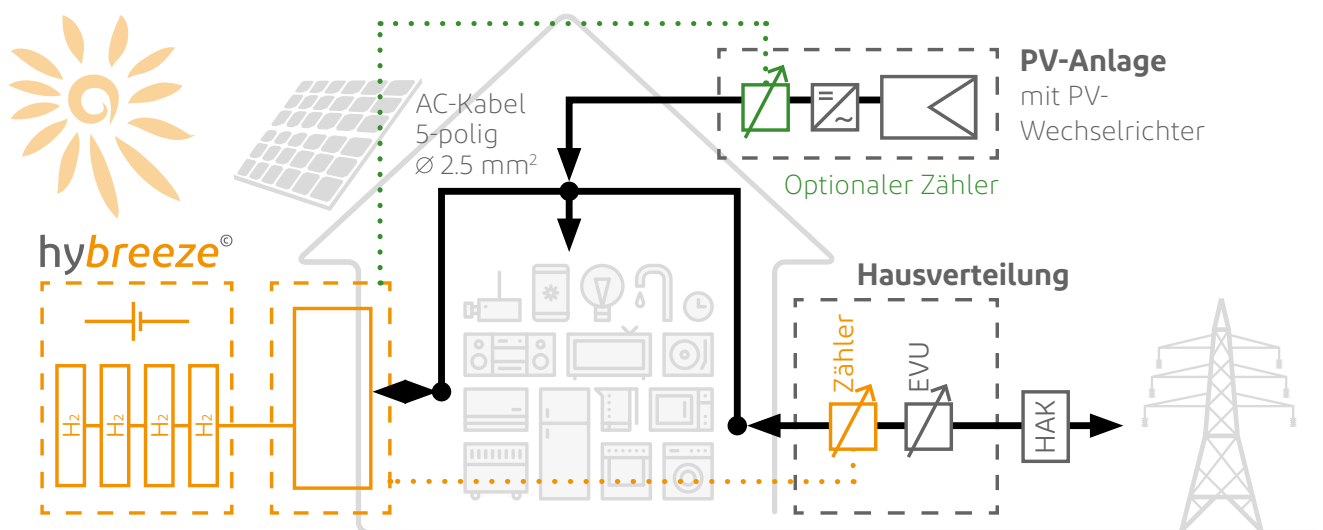 AC-Kabel
5-polig
Ø 2.5 mm²
PV-Anlage
mit PV-
Wechselrichter
Optionaler Zähler
hybreeze©
Hausverteilung
Zähler
EVU
HAK
H₂
H₂
H₂
H₂